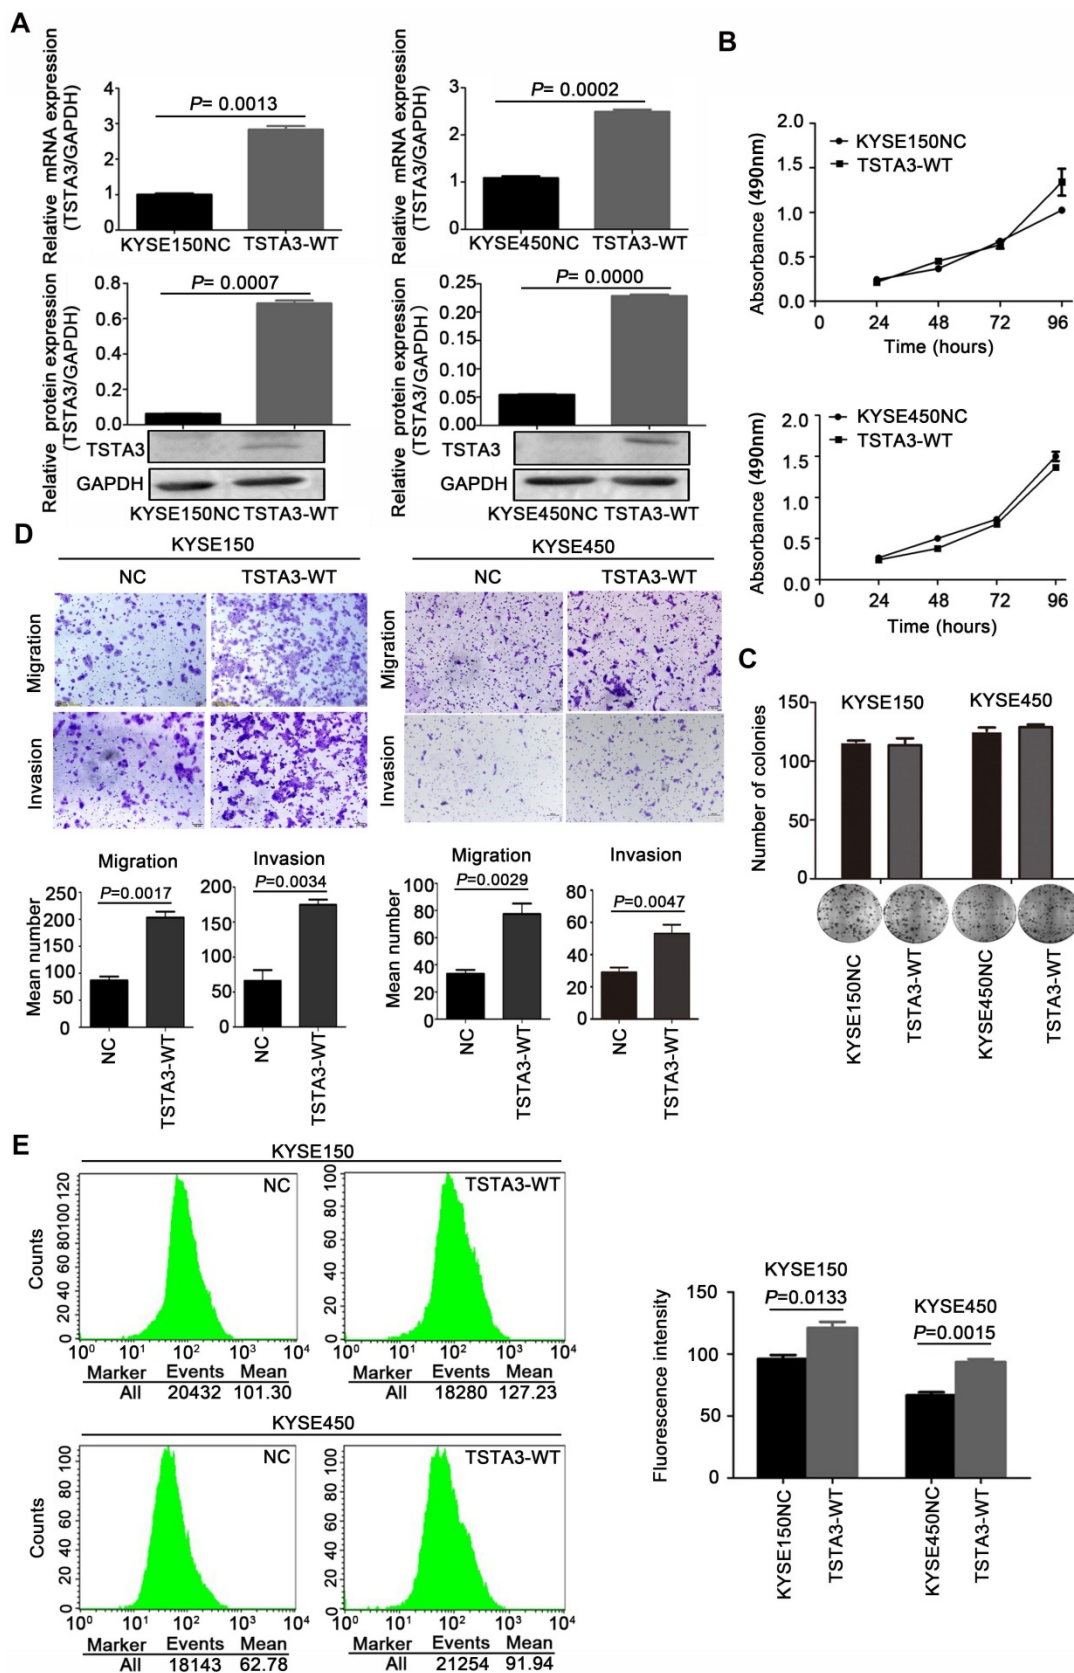 A
Relative mRNA expression
(TSTA3/GAPDH)
4
3
2
1
0
P= 0.0013
KYSE150NC TSTA3-WT
Relative mRNA expression
(TSTA3/GAPDH)
3
2
1
0
P= 0.0002
KYSE450NC TSTA3-WT
Relative protein expression
(TSTA3/GAPDH)
0.8
0.6
0.4
0.2
0.0
P= 0.0007
TSTA3
GAPDH
KYSE150NC TSTA3-WT
Relative protein expression
(TSTA3/GAPDH)
0.25
0.20
0.15
0.10
0.05
0.00
P= 0.0000
TSTA3
GAPDH
KYSE450NC TSTA3-WT
B
Absorbance (490nm)
2.0
1.5
1.0
0.5
0.0
KYSE150NC
TSTA3-WT
0 24 48 72 96
Time (hours)
Absorbance (490nm)
2.0
1.5
1.0
0.5
0.0
KYSE450NC
TSTA3-WT
0 24 48 72 96
Time (hours)
C
Number of colonies
150
100
50
0
KYSE150
KYSE450
KYSE150NC
TSTA3-WT
KYSE450NC
TSTA3-WT
D
KYSE150
NC TSTA3-WT
Migration
Invasion
KYSE450
NC TSTA3-WT
Migration
Invasion
Migration
Mean number
250
200
150
100
50
0
P=0.0017
NC
TSTA3-WT
Invasion
200
150
100
50
0
P=0.0034
NC
TSTA3-WT
Migration
Mean number
80
60
40
20
0
P=0.0029
NC
TSTA3-WT
Invasion
80
60
40
20
0
P=0.0047
NC
TSTA3-WT
E
KYSE150
Counts
0 20 40 60 80 100 120
NC
10⁰ 10¹ 10² 10³ 10⁴
Marker Events Mean
All 20432 101.30
0 20 40 60 80 100
TSTA3-WT
10⁰ 10¹ 10² 10³ 10⁴
Marker Events Mean
All 18280 127.23
KYSE450
Counts
0 20 40 60 80 100
NC
10⁰ 10¹ 10² 10³ 10⁴
Marker Events Mean
All 18143 62.78
0 20 40 60 80 100
TSTA3-WT
10⁰ 10¹ 10² 10³ 10⁴
Marker Events Mean
All 21254 91.94
Fluorescence intensity
150
100
50
0
KYSE150
P=0.0133
KYSE450
P=0.0015
KYSE150NC
TSTA3-WT
KYSE450NC
TSTA3-WT